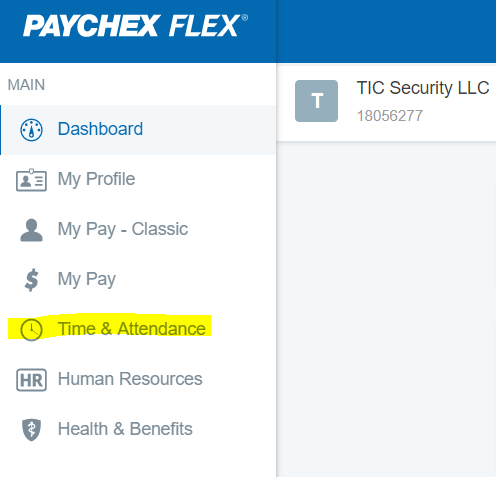 PAYCHEX FLEX®
MAIN
Dashboard
My Profile
My Pay - Classic
My Pay
Time & Attendance
HR Human Resources
Health & Benefits
T
TIC Security LLC
18056277